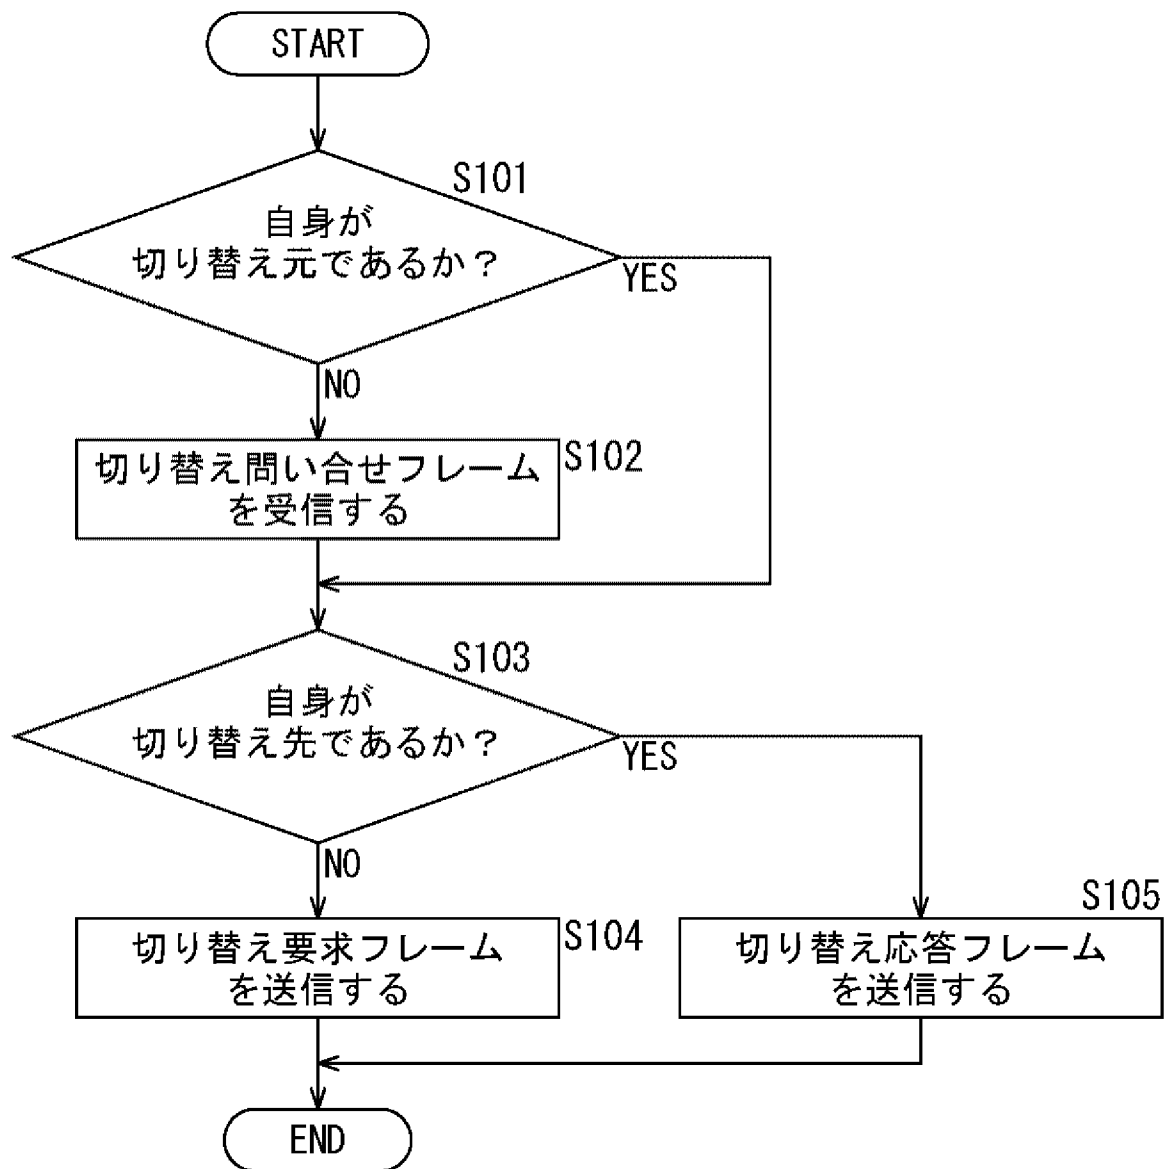 START
S101
自身が
切り替え元であるか？
YES
NO
切り替え問い合せフレーム
を受信する
S102
S103
自身が
切り替え先であるか？
YES
NO
S105
切り替え要求フレーム
を送信する
S104
切り替え応答フレーム
を送信する
END